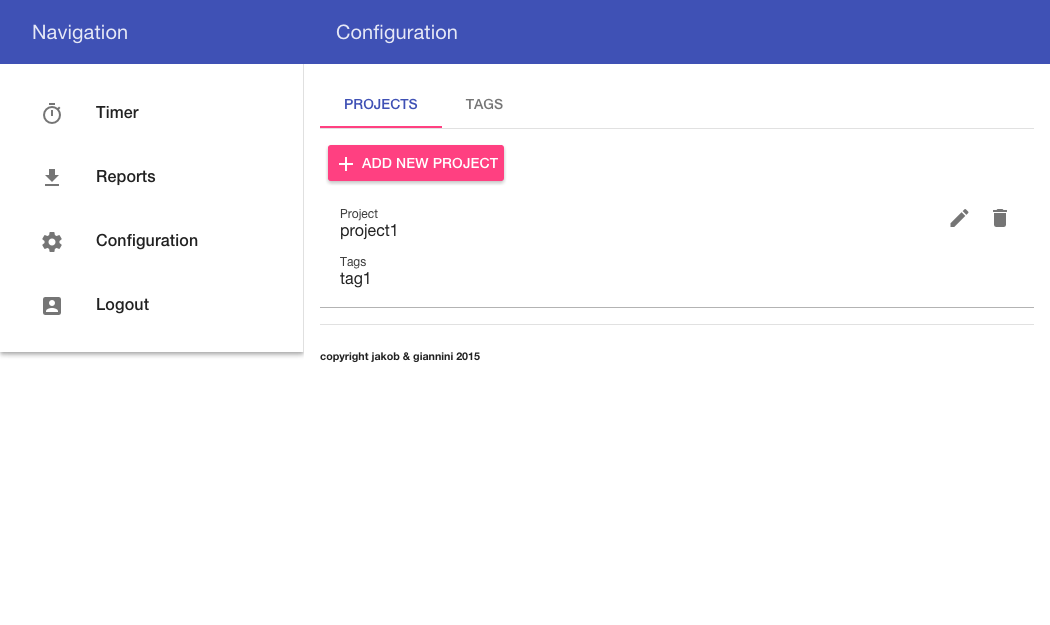 Navigation
Configuration
Timer
Reports
Configuration
Logout
PROJECTS
TAGS
ADD NEW PROJECT
Project
project1
Tags
tag1
copyright jakob & giannini 2015